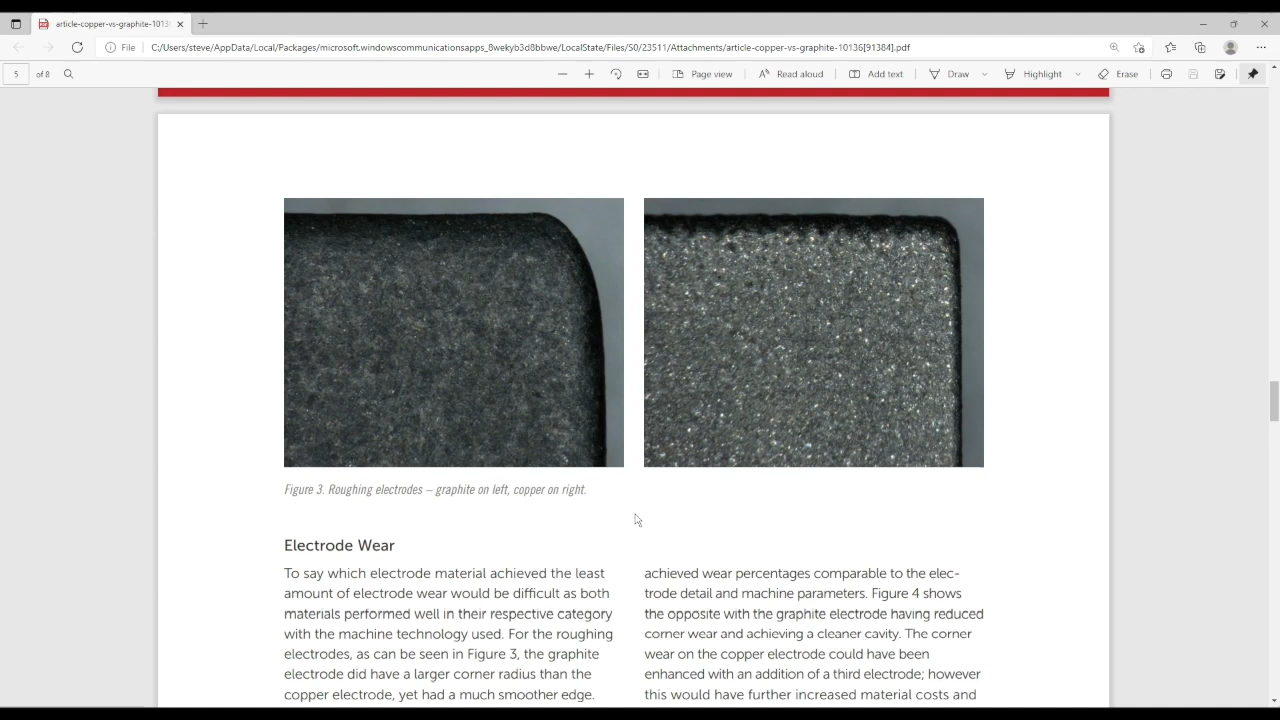 article-copper-vs-graphite-1013
File
C:/Users/steve/AppData/Local/Packages/microsoft.windowscommunicationsapps_8wekyb3d8bbwe/LocalState/Files/S0/23511/Attachments/article-copper-vs-graphite-10136[91384].pdf
5 of 8
Page view
Read aloud
Add text
Draw
Highlight
Erase
Figure 3. Roughing electrodes – graphite on left, copper on right.
Electrode Wear
To say which electrode material achieved the least
amount of electrode wear would be difficult as both
materials performed well in their respective category
with the machine technology used. For the roughing
electrodes, as can be seen in Figure 3, the graphite
electrode did have a larger corner radius than the
copper electrode, yet had a much smoother edge.
achieved wear percentages comparable to the elec-
trode detail and machine parameters. Figure 4 shows
the opposite with the graphite electrode having reduced
corner wear and achieving a cleaner cavity. The corner
wear on the copper electrode could have been
enhanced with an addition of a third electrode; however
this would have further increased material costs and